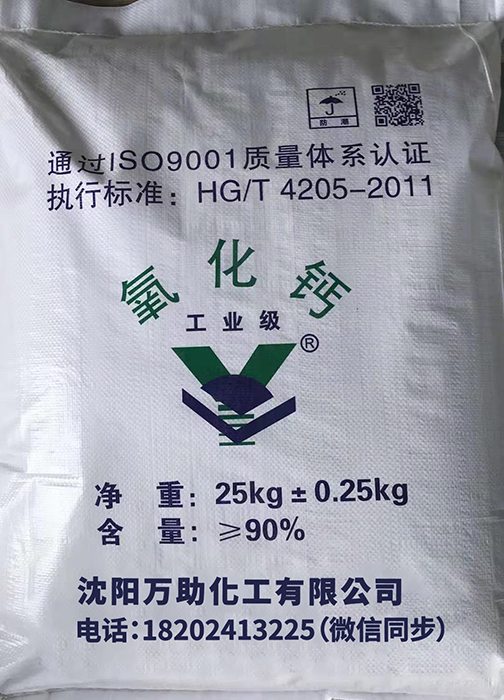 防潮
通过ISO9001质量体系认证
执行标准：HG/T 4205-2011
氧化钙
工业级
®
净 重：25kg±0.25kg
含 量：≥90%
沈阳万助化工有限公司
电话：18202413225（微信同步）